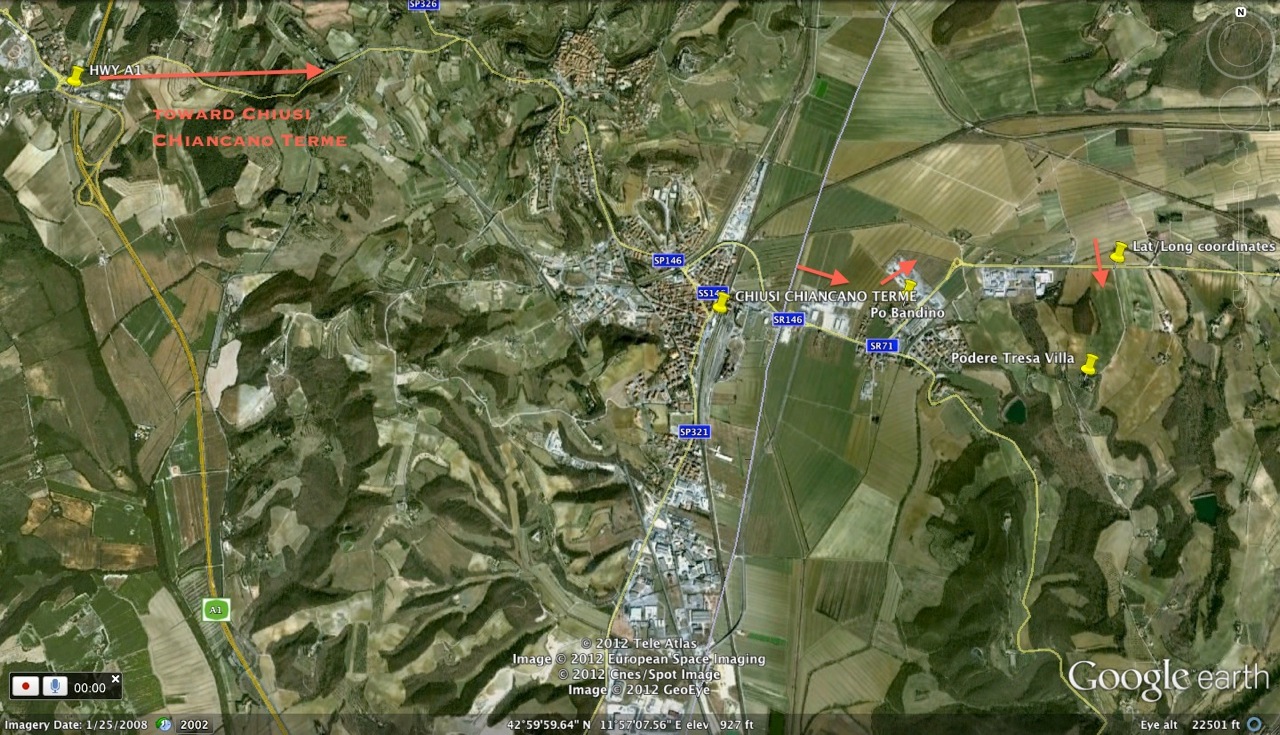 SP326
N
HWY A1
TOWARD CHIUSI
CHIANCANO TERME
Lat/Long coordinates
SP146
SS146
CHIUSI CHIANCANO TERME
Po Bandino
SR146
SR71
Podere Tresa Villa
SP321
A1
© 2012 Tele Atlas
Image © 2012 European Space Imaging
© 2012 Cnes/Spot Image
Image © 2012 GeoEye
Google earth
00:00
Imagery Date: 1/25/2008 2002 42°59'59.64" N 11°57'07.56" E elev 927 ft Eye alt 22501 ft